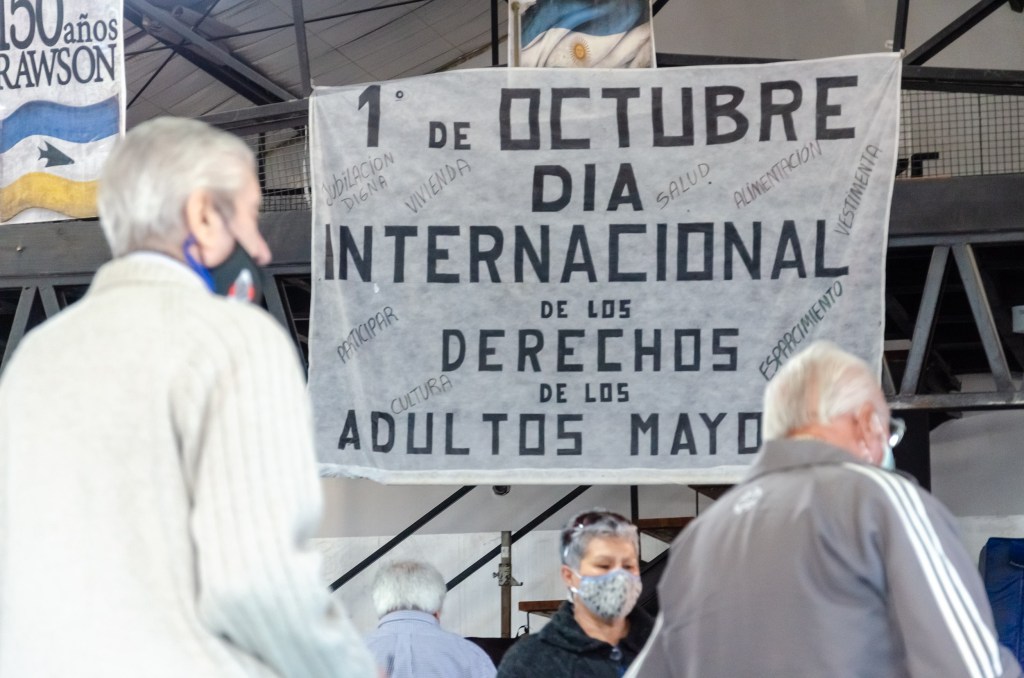 150 años
RAWSON
1° DE OCTUBRE
JUBILACION
DIGNA
VIVIENDA
DIA
SALUD
ALIMENTACION
VESTIMENTA
INTERNACIONAL
DE LOS
PARTICIPAR
DERECHOS
ESPARCIMIENTO
CULTURA
DE LOS
ADULTOS MAYO